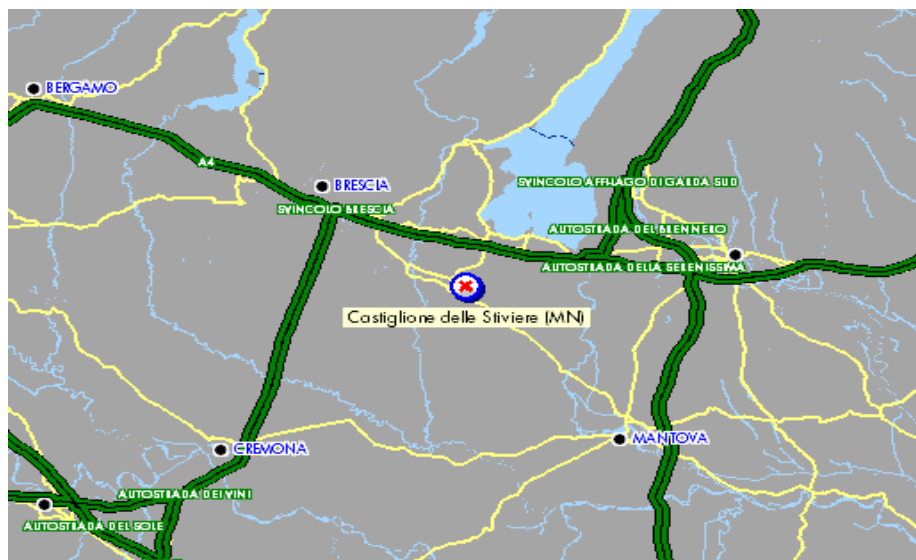 BERGAMO
A4
BRESCIA
SVINCOLO AFFI-LAGO DI GARDA SUD
SVINCOLO BRESCIA
AUTOSTRADA DEL BRENNERO
AUTOSTRADA DELLA SERENISSIMA
Castiglione delle Stiviere (MN)
CREMONA
MANTOVA
AUTOSTRADA DEI VINI
AUTOSTRADA DEL SOLE